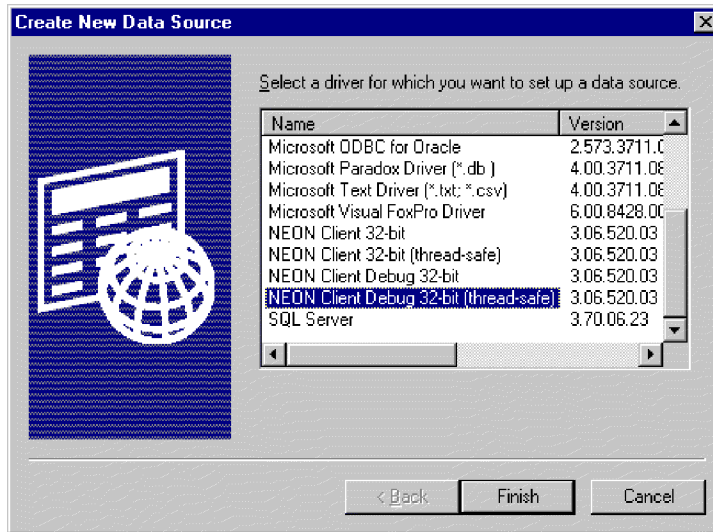 Create New Data Source
Select a driver for which you want to set up a data source.
Name Version
Microsoft ODBC for Oracle 2.573.3711.0
Microsoft Paradox Driver (*.db ) 4.00.3711.08
Microsoft Text Driver (*.txt; *.csv) 4.00.3711.08
Microsoft Visual FoxPro Driver 6.00.8428.00
NEON Client 32-bit 3.06.520.03
NEON Client 32-bit (thread-safe) 3.06.520.03
NEON Client Debug 32-bit 3.06.520.03
NEON Client Debug 32-bit (thread-safe) 3.06.520.03
SQL Server 3.70.06.23
< Back Finish Cancel